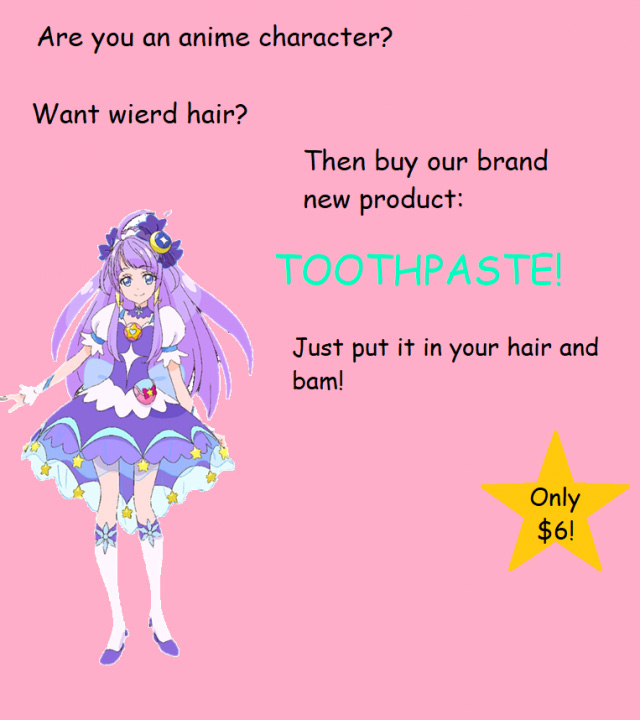 Are you an anime character?
Want wierd hair?
Then buy our brand
new product:
TOOTHPASTE!
Just put it in your hair and
bam!
Only
$6!